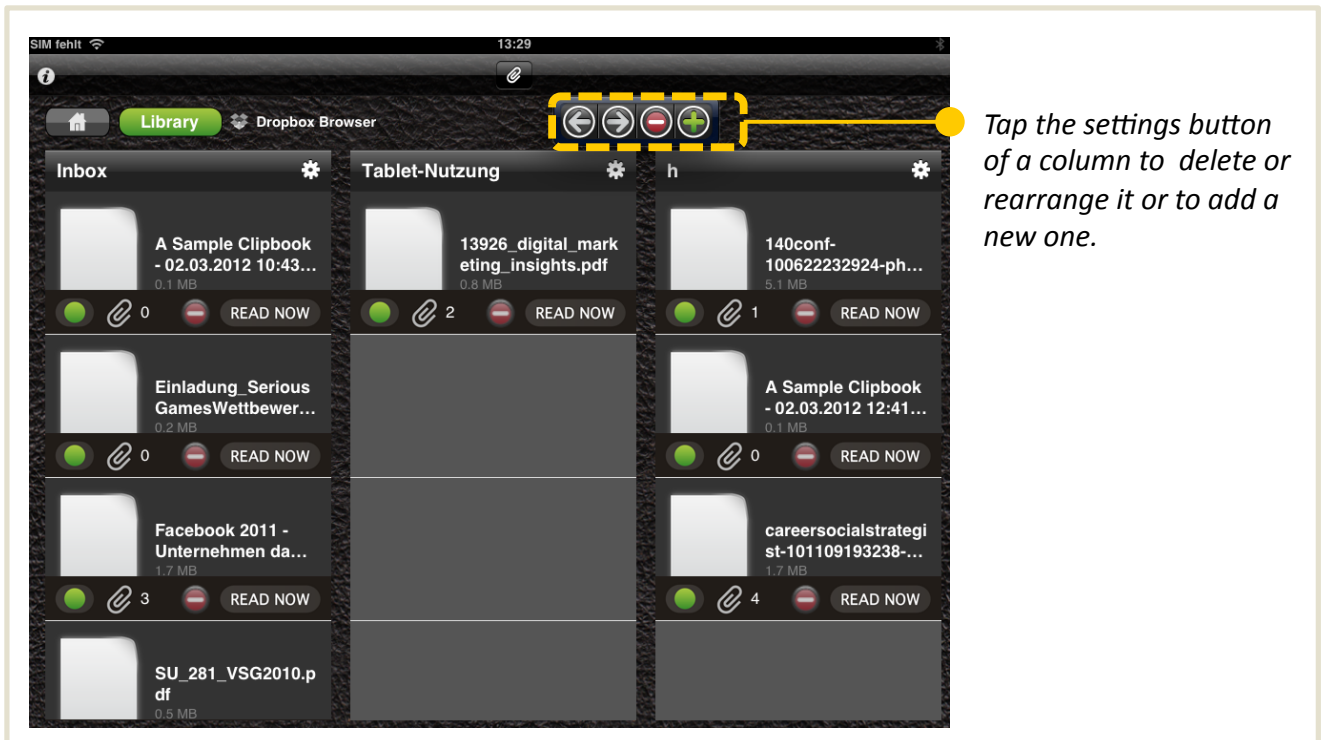 SIM fehlt 13:29
Library Dropbox Browser
Inbox
A Sample Clipbook
- 02.03.2012 10:43...
0.1 MB
0 READ NOW
Einladung_Serious
GamesWettbewer...
0.2 MB
0 READ NOW
Facebook 2011 -
Unternehmen da...
1.7 MB
3 READ NOW
SU_281_VSG2010.p
df
0.5 MB
Tablet-Nutzung
13926_digital_mark
eting_insights.pdf
0.8 MB
2 READ NOW
h
140conf-
100622232924-ph...
5.1 MB
1 READ NOW
A Sample Clipbook
- 02.03.2012 12:41...
0.1 MB
0 READ NOW
careersocialstrategi
st-101109193238-...
1.7 MB
4 READ NOW
Tap the settings button
of a column to delete or
rearrange it or to add a
new one.